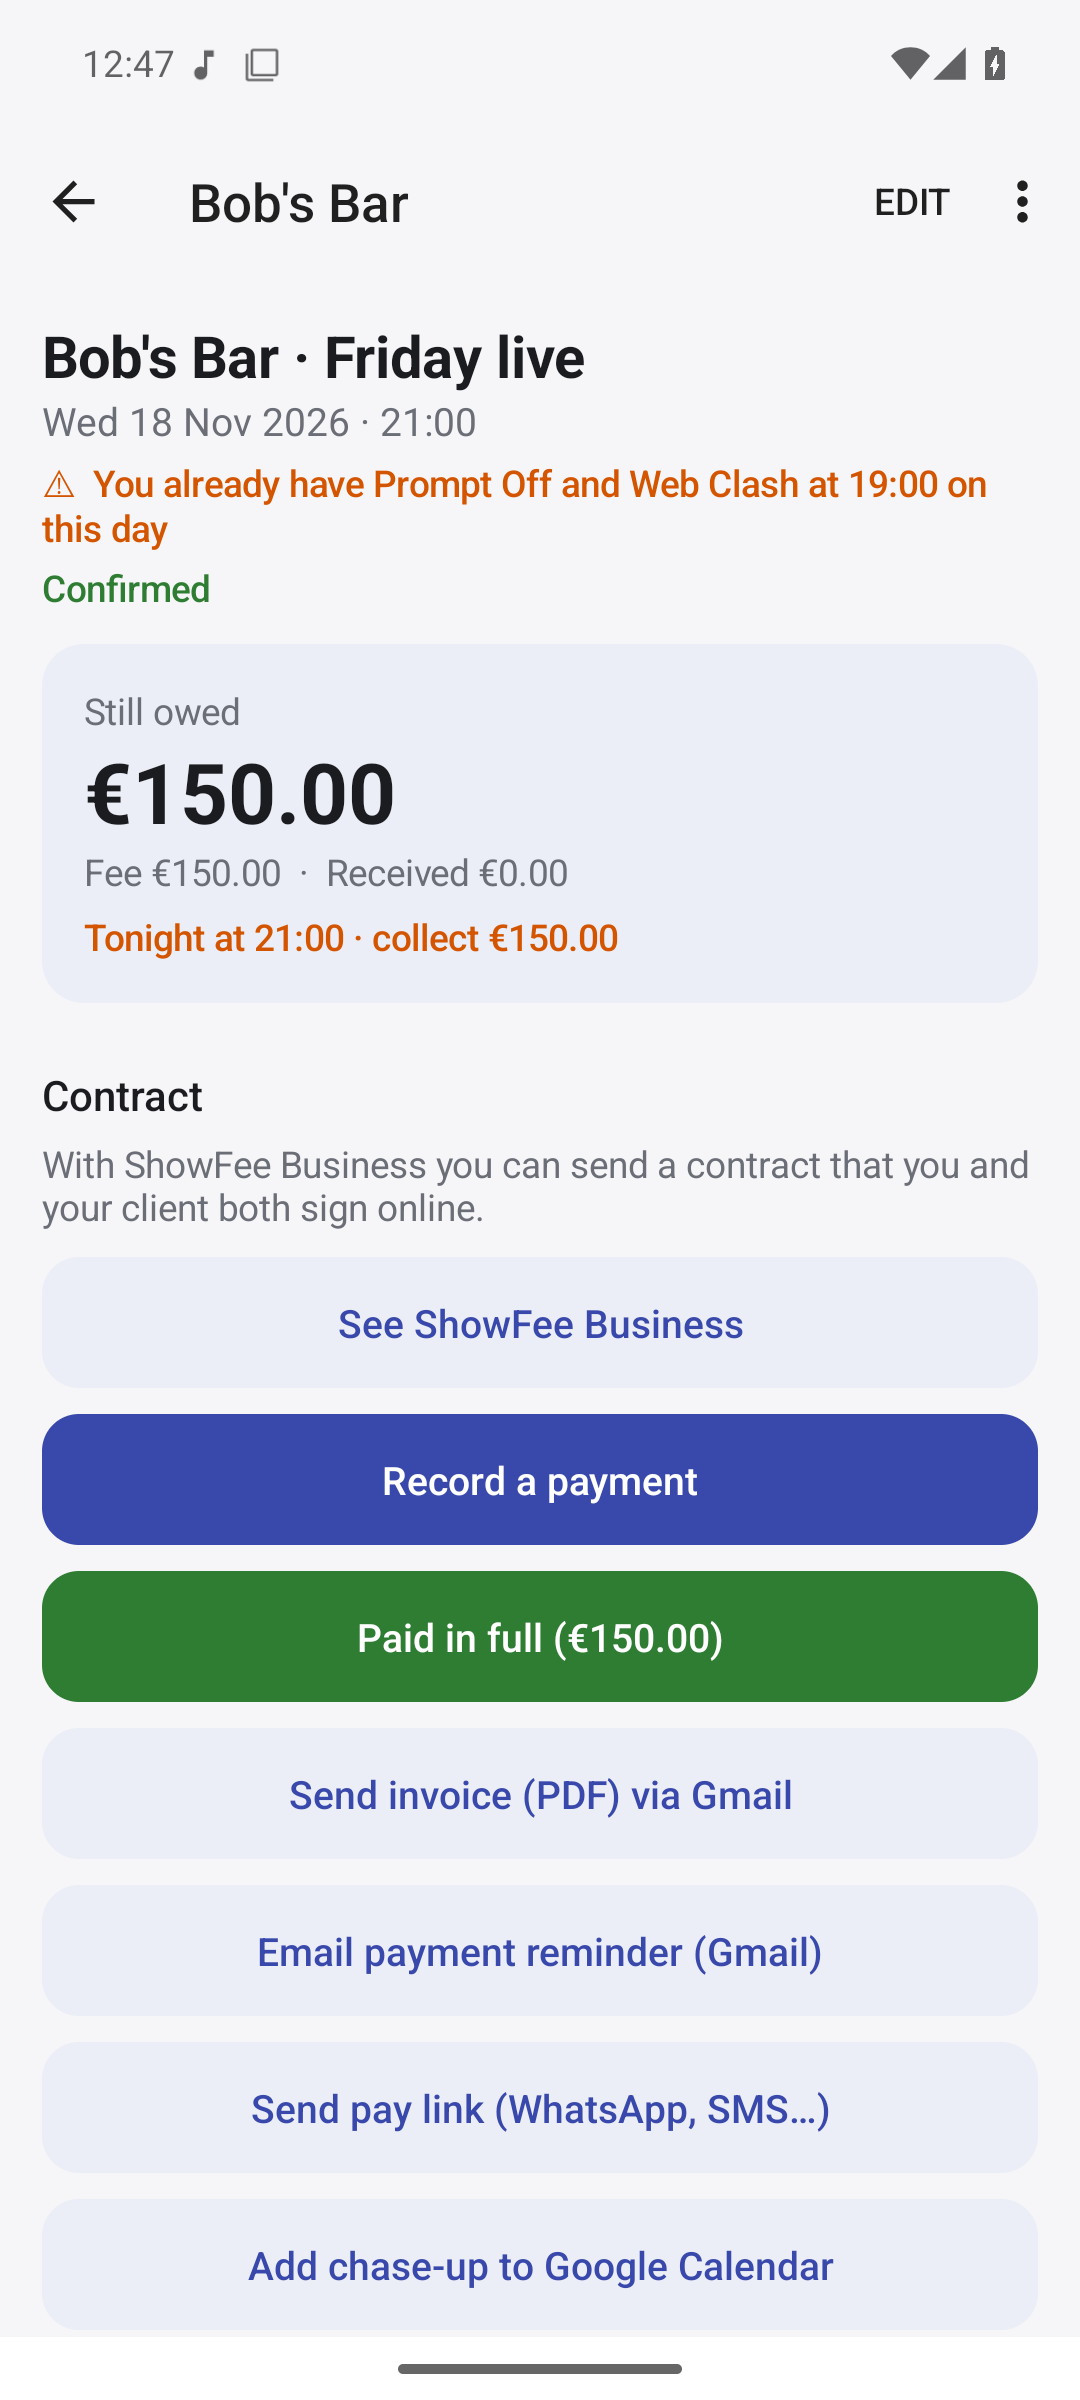 12:47
Bob's Bar
EDIT
Bob's Bar · Friday live
Wed 18 Nov 2026 · 21:00
⚠ You already have Prompt Off and Web Clash at 19:00 on
this day
Confirmed
Still owed
€150.00
Fee €150.00 · Received €0.00
Tonight at 21:00 · collect €150.00
Contract
With ShowFee Business you can send a contract that you and
your client both sign online.
See ShowFee Business
Record a payment
Paid in full (€150.00)
Send invoice (PDF) via Gmail
Email payment reminder (Gmail)
Send pay link (WhatsApp, SMS…)
Add chase-up to Google Calendar